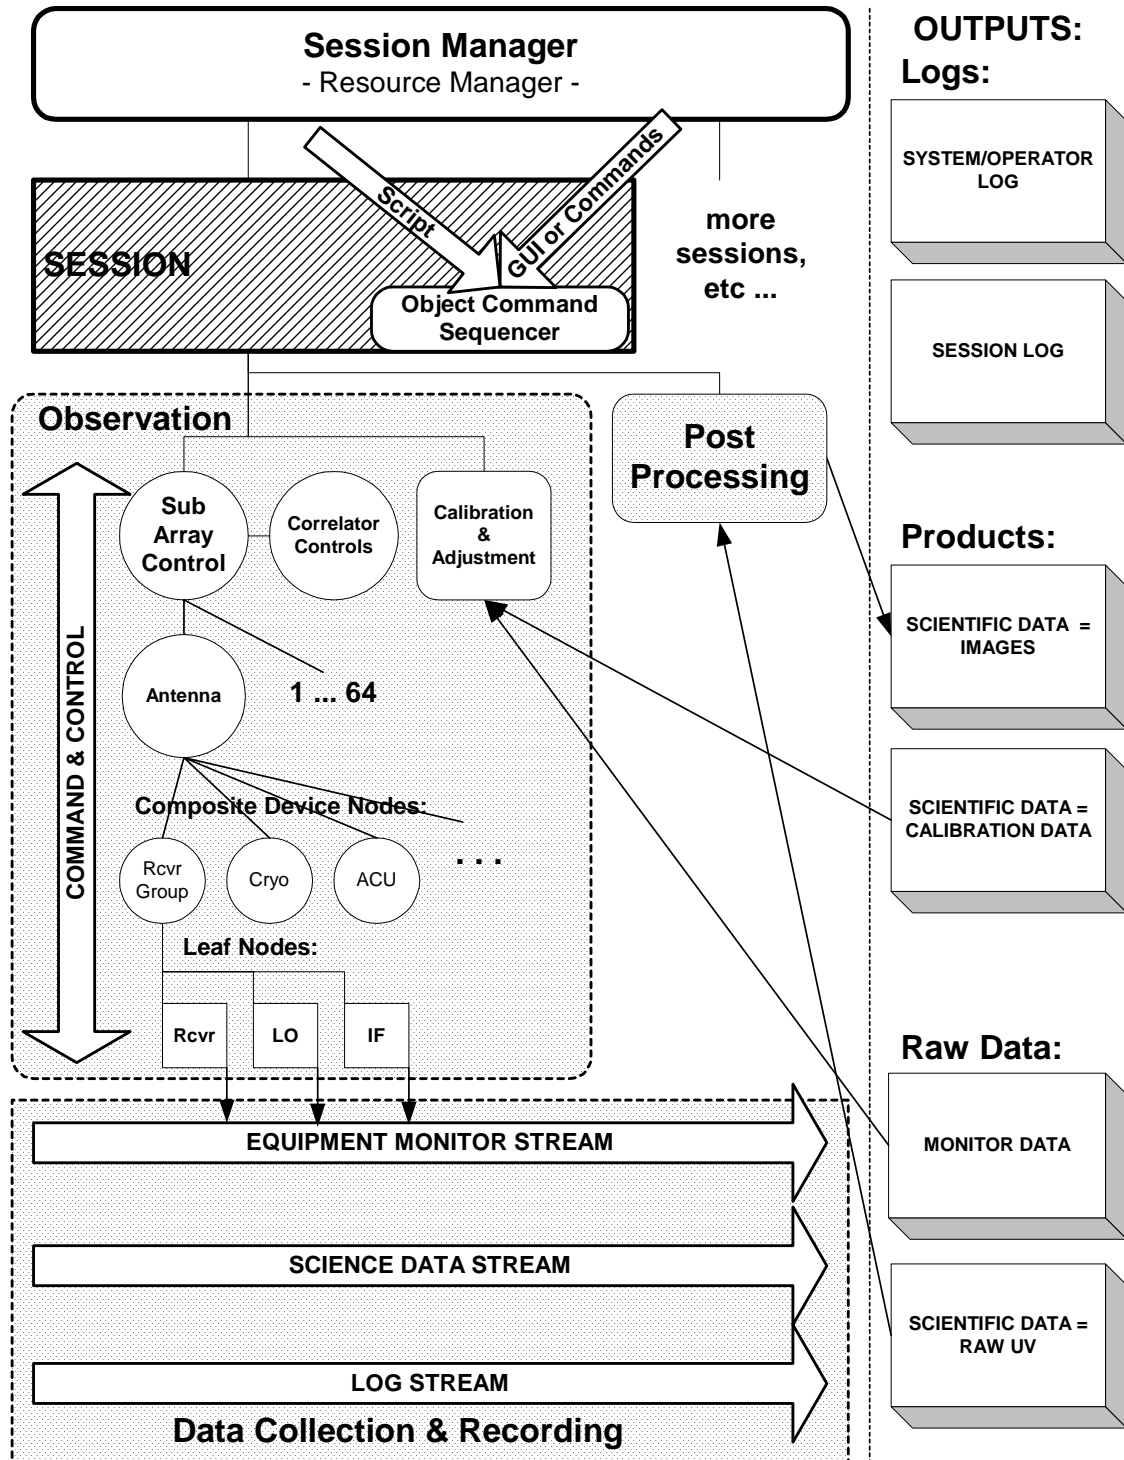 Session Manager
- Resource Manager -
Script
GUI or Commands
SESSION
Object Command
Sequencer
more
sessions,
etc ...
Observation
Post
Processing
Sub
Array
Control
Correlator
Controls
Calibration
&
Adjustment
COMMAND & CONTROL
Antenna
1 ... 64
Composite Device Nodes:
Rcvr
Group
Cryo
ACU
. . .
Leaf Nodes:
Rcvr
LO
IF
EQUIPMENT MONITOR STREAM
SCIENCE DATA STREAM
LOG STREAM
Data Collection & Recording
OUTPUTS:
Logs:
SYSTEM/OPERATOR
LOG
SESSION LOG
Products:
SCIENTIFIC DATA =
IMAGES
SCIENTIFIC DATA =
CALIBRATION DATA
Raw Data:
MONITOR DATA
SCIENTIFIC DATA =
RAW UV